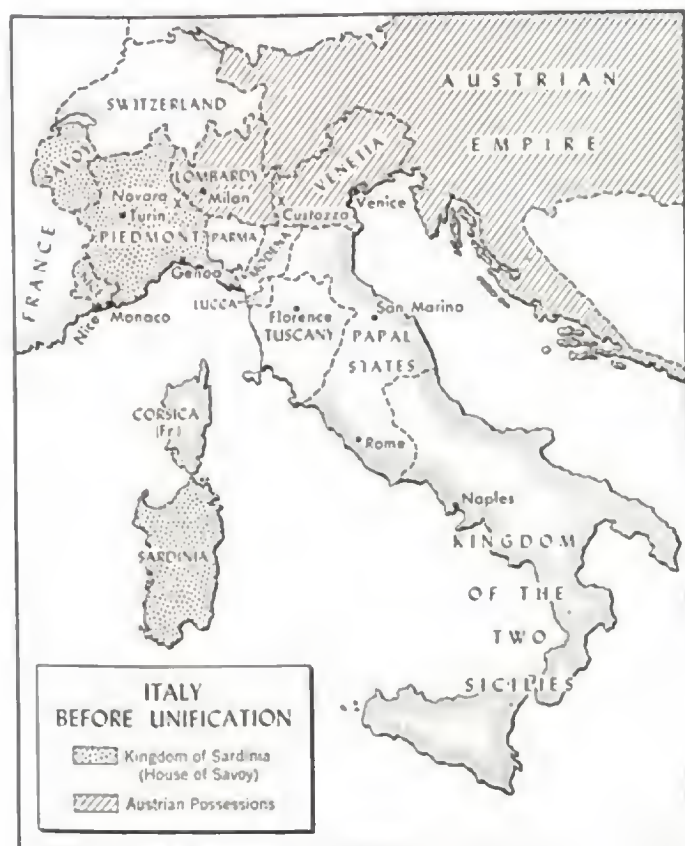 AUSTRIAN
EMPIRE
SWITZERLAND
SAVOY
LOMBARDY
Milan
VENETIA
Venice
Novara
Turin
Custozza
PIEDMONT
PARMA
MODENA
FRANCE
Genoa
LUCCA
Nice
Monaco
Florence
TUSCANY
San Marino
PAPAL
STATES
CORSICA
(Fr.)
Rome
Naples
SARDINIA
KINGDOM
OF THE
TWO
SICILIES
ITALY
BEFORE UNIFICATION
Kingdom of Sardinia
(House of Savoy)
Austrian Possessions